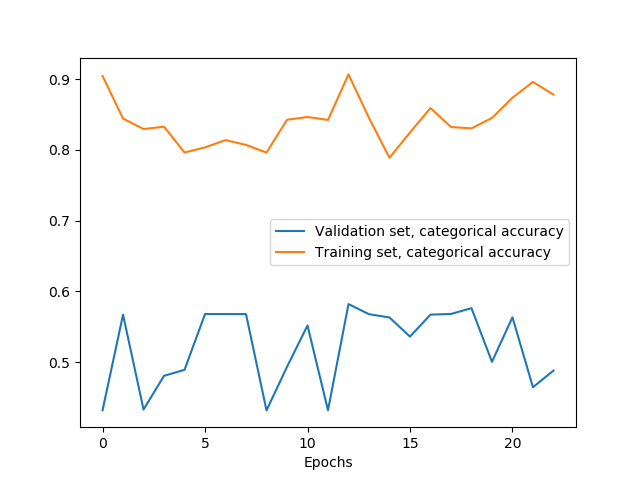 0.9
0.8
0.7
0.6
0.5
Validation set, categorical accuracy
Training set, categorical accuracy
0 5 10 15 20
Epochs